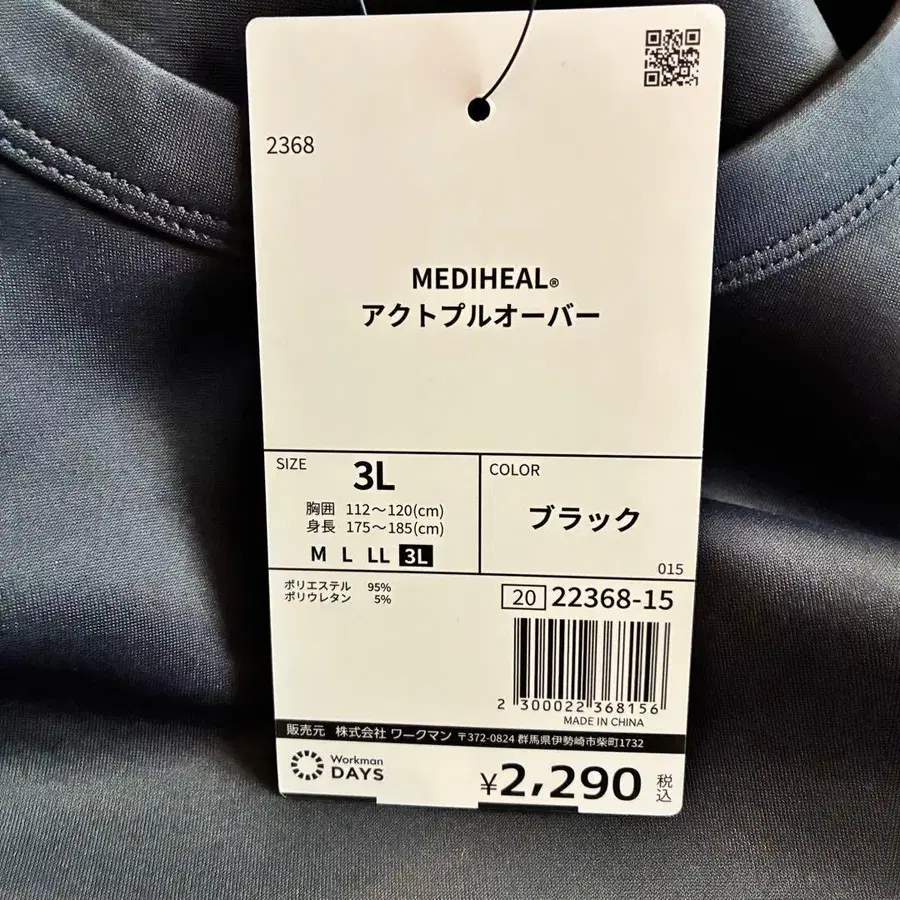 2368
MEDIHEAL®
アクトプルオーバー
SIZE
3L
胸囲 112～120(cm)
身長 175～185(cm)
M L LL 3L
COLOR
ブラック
015
ポリエステル 95%
ポリウレタン 5%
20 22368-15
2 300022 368156
MADE IN CHINA
販売元 株式会社 ワークマン 〒372-0824 群馬県伊勢崎市柴町1732
Workman
DAYS
¥2,290 税込